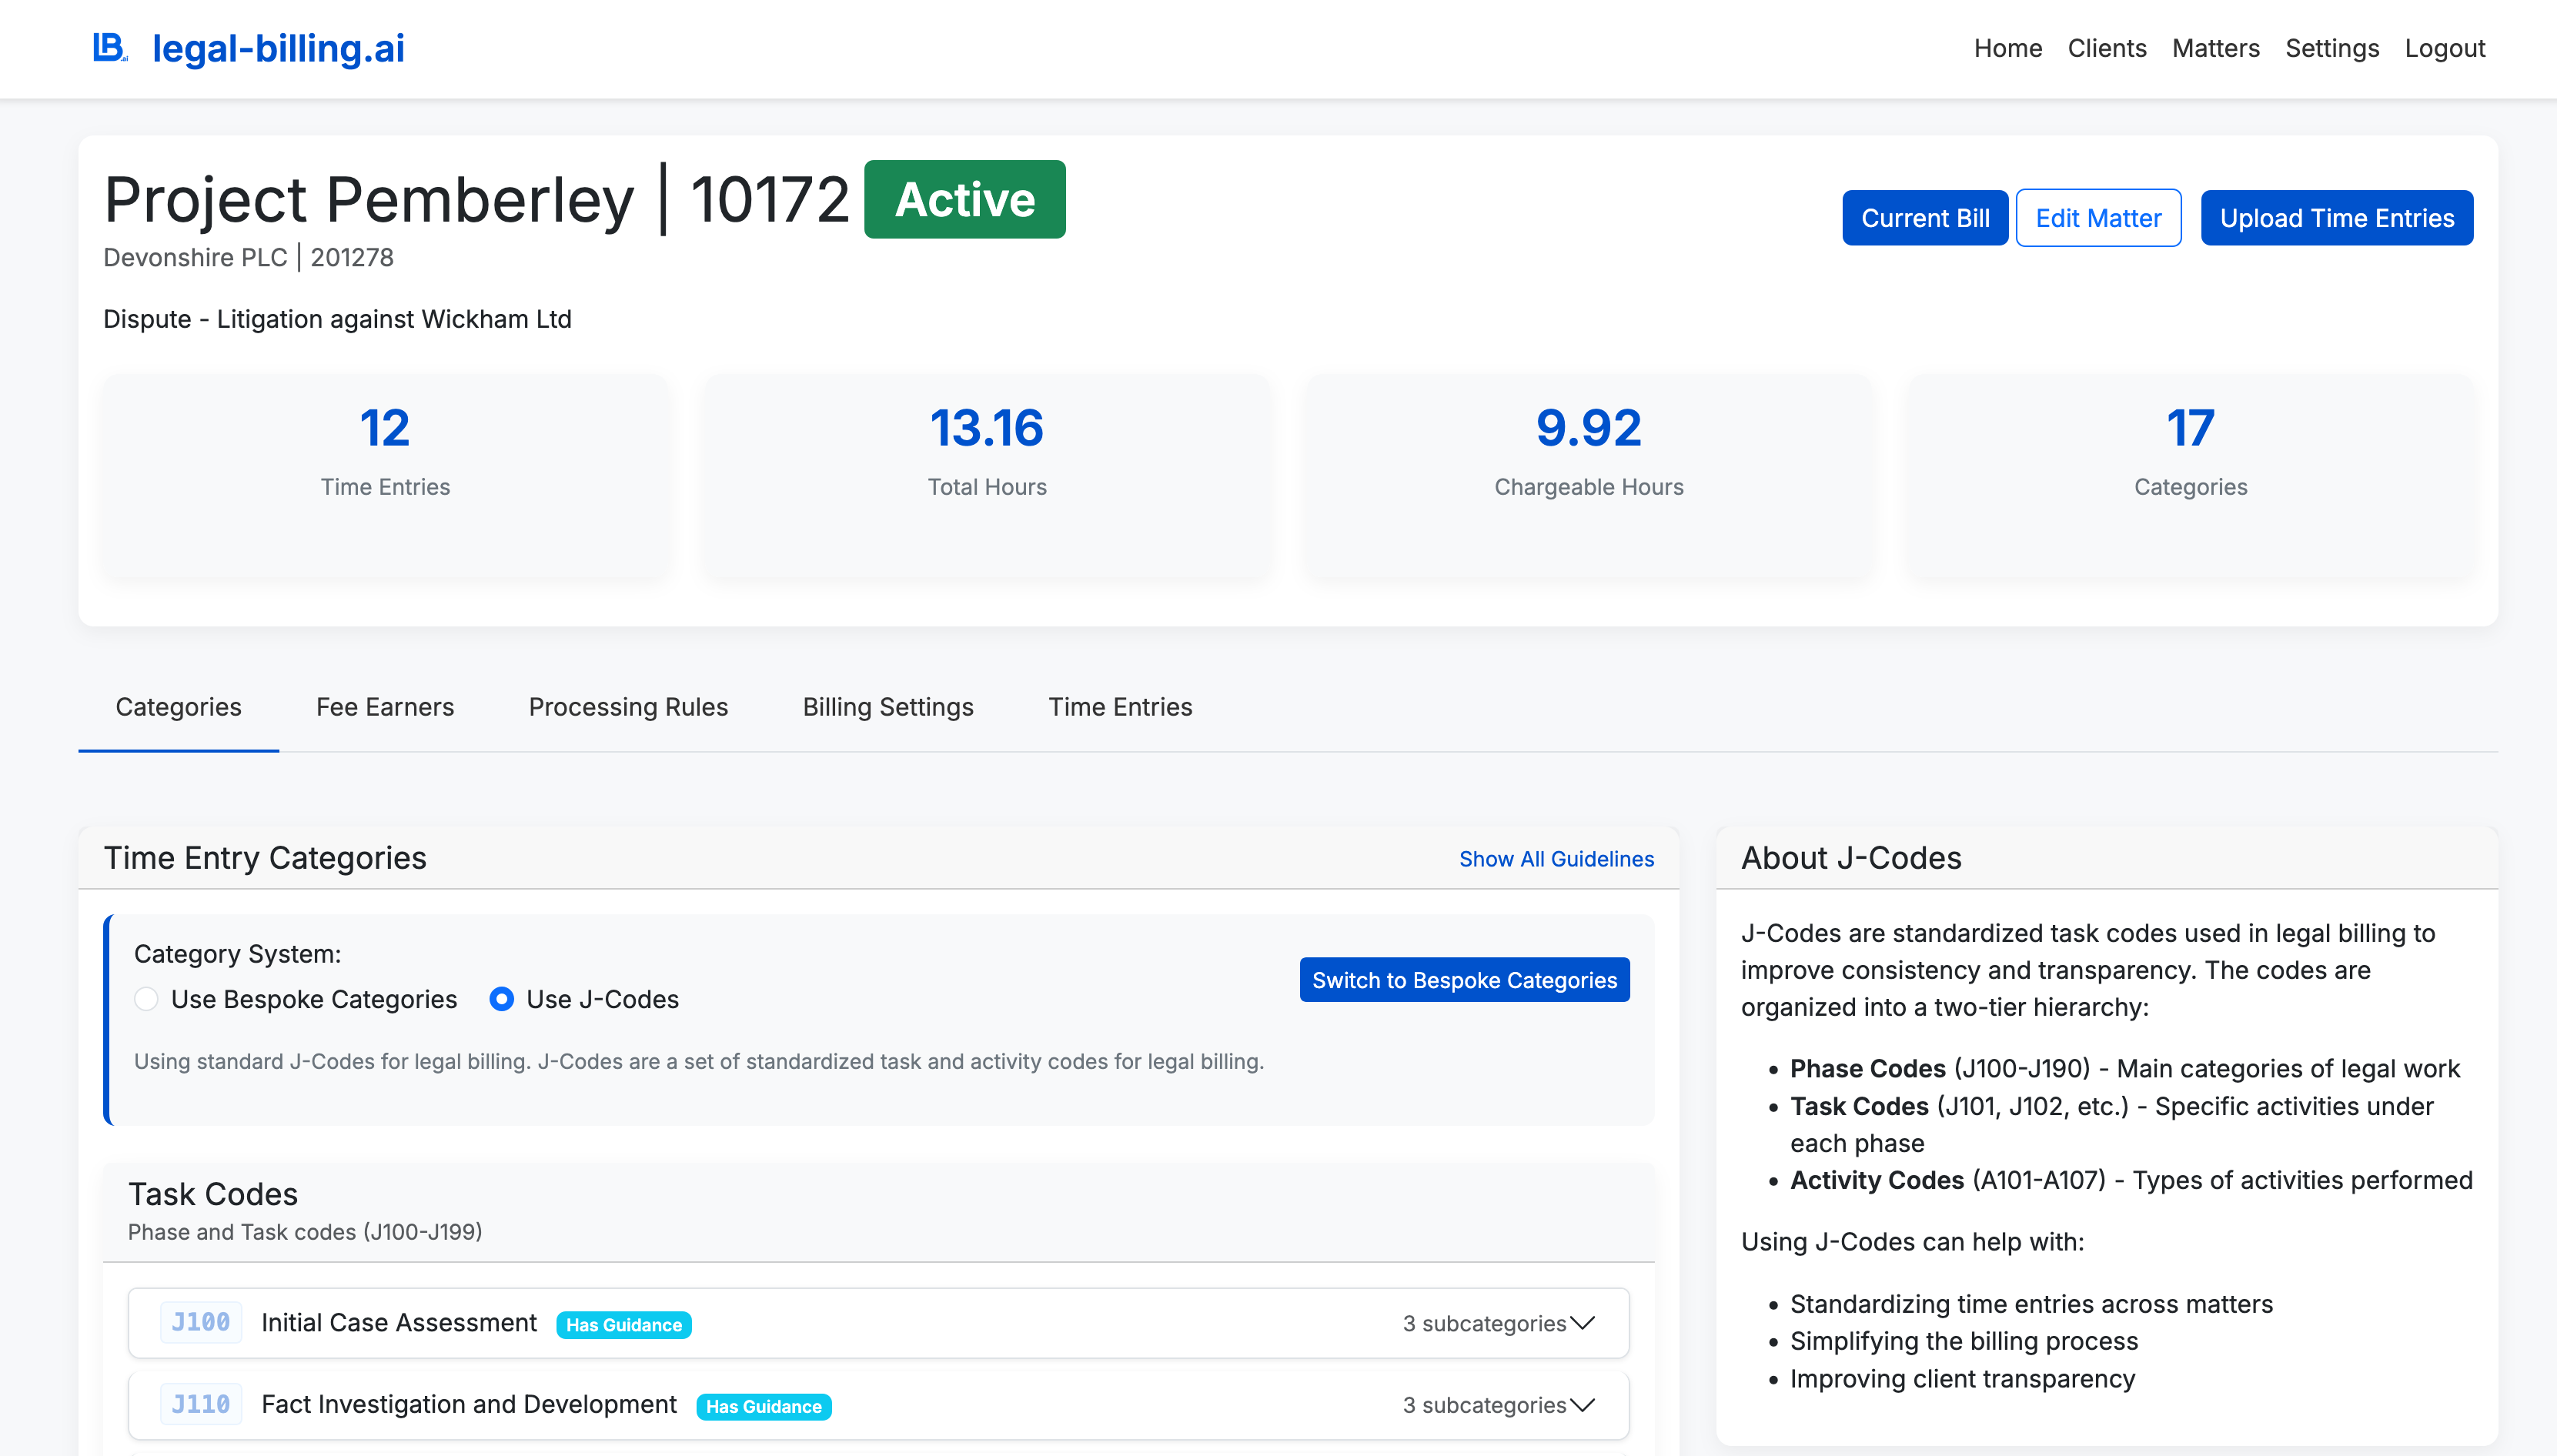 LB.ai legal-billing.ai
Home Clients Matters Settings Logout
Project Pemberley | 10172 Active
Current Bill Edit Matter Upload Time Entries
Devonshire PLC | 201278
Dispute - Litigation against Wickham Ltd
12
Time Entries
13.16
Total Hours
9.92
Chargeable Hours
17
Categories
Categories Fee Earners Processing Rules Billing Settings Time Entries
Time Entry Categories
Show All Guidelines
Category System:
Use Bespoke Categories Use J-Codes
Switch to Bespoke Categories
Using standard J-Codes for legal billing. J-Codes are a set of standardized task and activity codes for legal billing.
Task Codes
Phase and Task codes (J100-J199)
J100 Initial Case Assessment Has Guidance 3 subcategories
J110 Fact Investigation and Development Has Guidance 3 subcategories
About J-Codes
J-Codes are standardized task codes used in legal billing to
improve consistency and transparency. The codes are
organized into a two-tier hierarchy:
• Phase Codes (J100-J190) - Main categories of legal work
• Task Codes (J101, J102, etc.) - Specific activities under
each phase
• Activity Codes (A101-A107) - Types of activities performed
Using J-Codes can help with:
• Standardizing time entries across matters
• Simplifying the billing process
• Improving client transparency